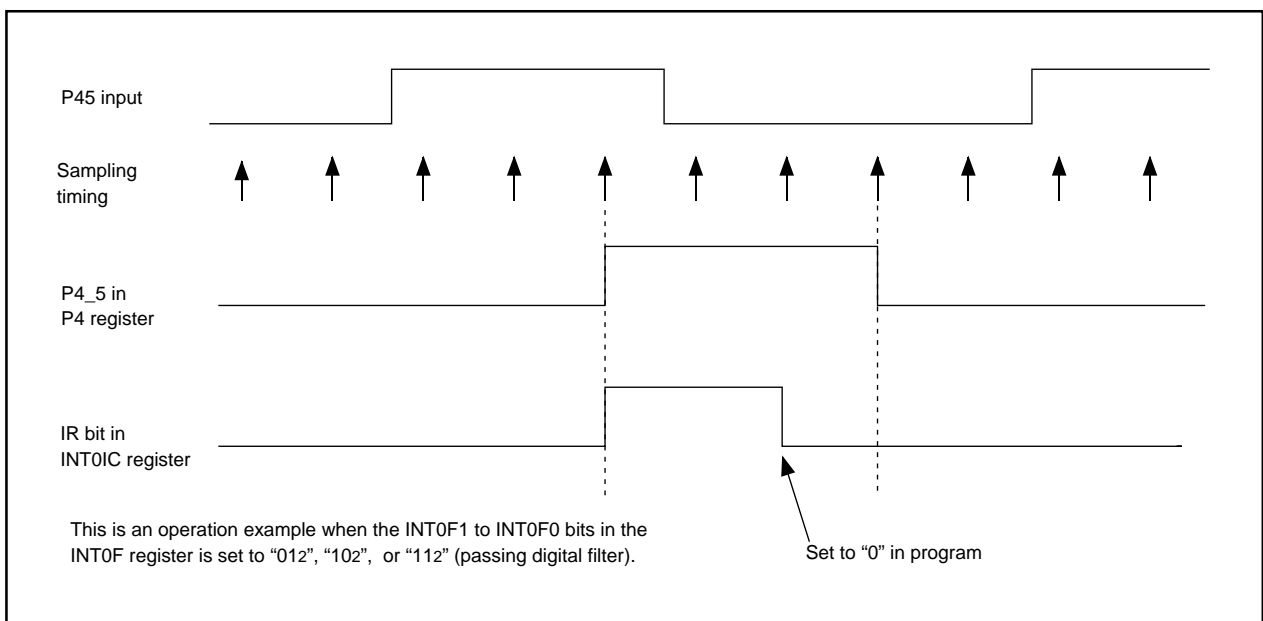 P45 input
Sampling
timing
P4_5 in
P4 register
IR bit in
INT0IC register
This is an operation example when the INT0F1 to INT0F0 bits in the
INT0F register is set to “012”, “102”,  or “112” (passing digital filter).
Set to “0” in program